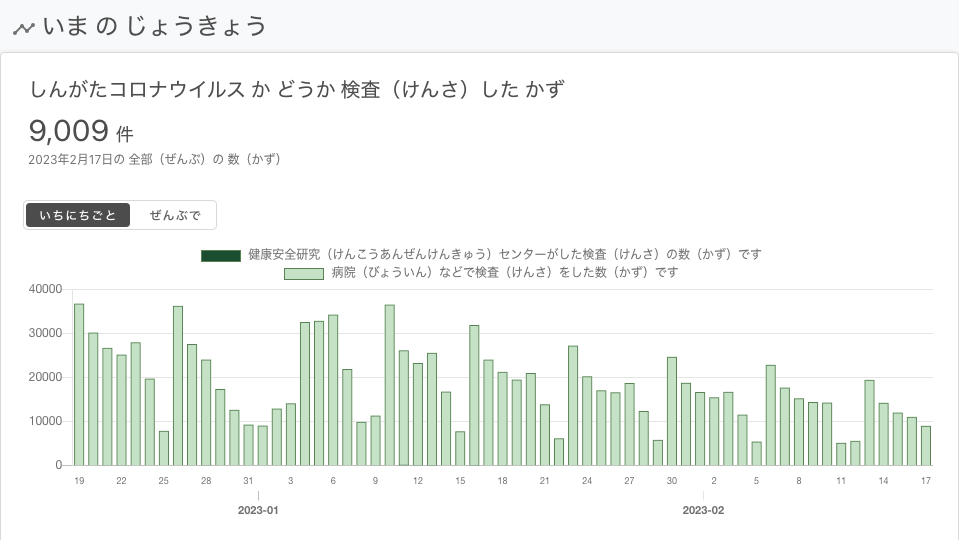 いま の じょうきょう
しんがたコロナウイルス か どうか 検査（けんさ）した かず
9,009 件
2023年2月17日の 全部（ぜんぶ）の 数（かず）
いちにちごと ぜんぶで
健康安全研究（けんこうあんぜんけんきゅう）センターがした検査（けんさ）の数（かず）です
病院（びょういん）などで検査（けんさ）をした数（かず）です
40000
30000
20000
10000
0
19 22 25 28 31 3 6 9 12 15 18 21 24 27 30 2 5 8 11 14 17
2023-01 2023-02